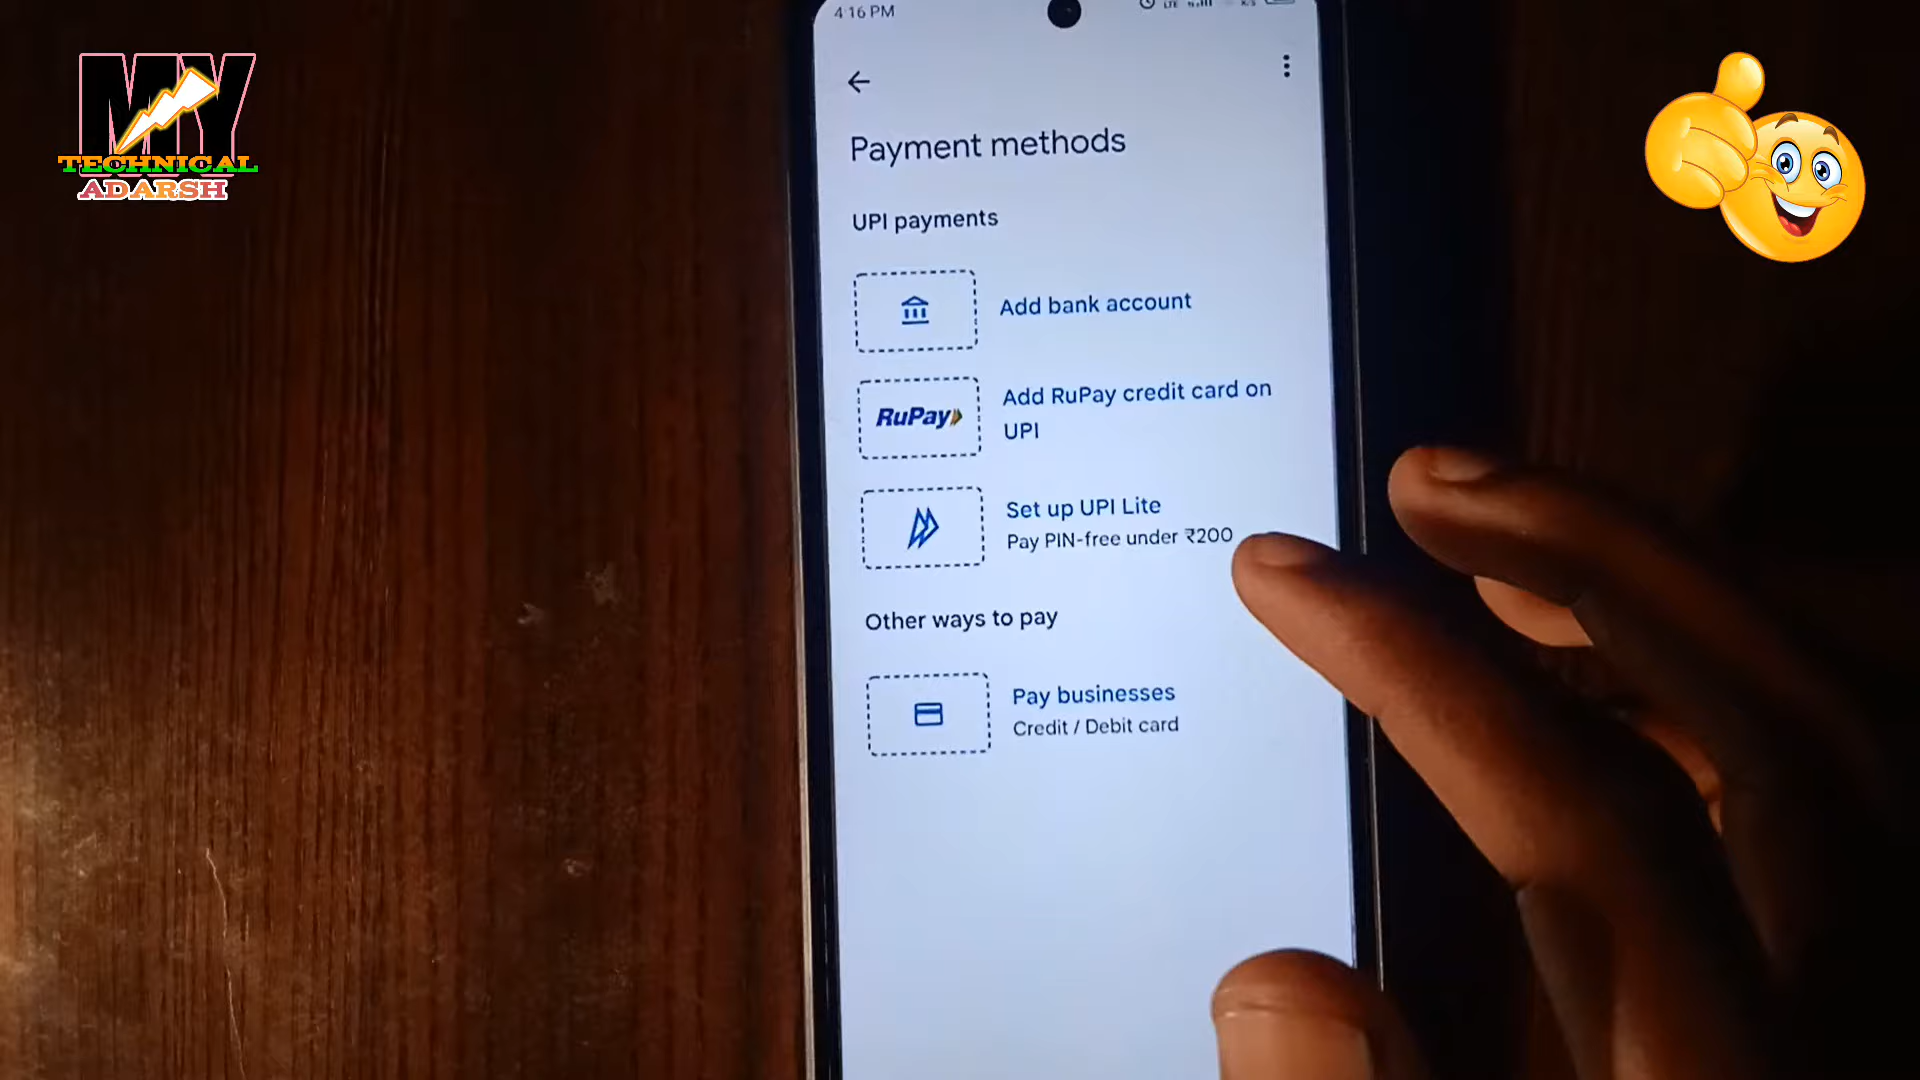 4:16 PM
MY
TECHNICAL
ADARSH
Payment methods
UPI payments
Add bank account
RuPay
Add RuPay credit card on
UPI
Set up UPI Lite
Pay PIN-free under ₹200
Other ways to pay
Pay businesses
Credit / Debit card